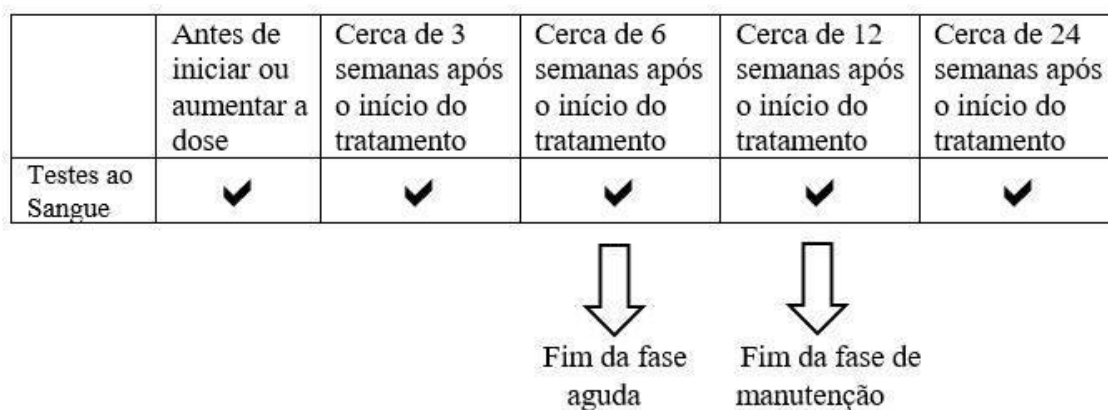 Antes de
iniciar ou
aumentar a
dose
Cerca de 3
semanas após
o início do
tratamento
Cerca de 6
semanas após
o início do
tratamento
Cerca de 12
semanas após
o início do
tratamento
Cerca de 24
semanas após
o início do
tratamento
Testes ao
Sangue
Fim da fase
aguda
Fim da fase de
manutenção